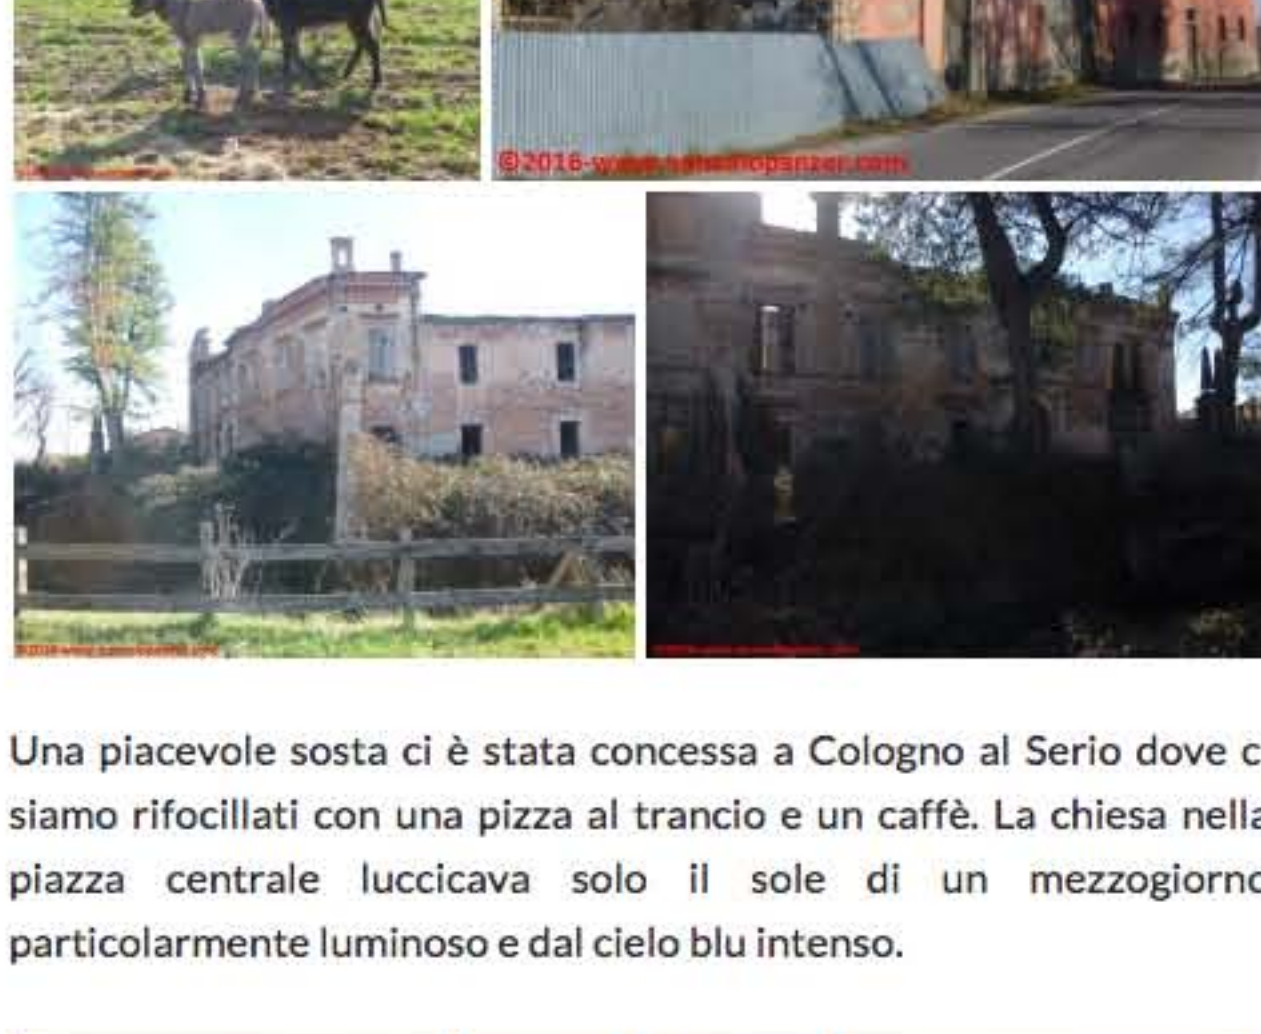 ©2016-www.
Una piacevole sosta ci è stata concessa a Cologno al Serio dove c
siamo rifocillati con una pizza al trancio e un caffè. La chiesa nella
piazza centrale luccicava solo il sole di un mezzogiorno
particolarmente luminoso e dal cielo blu intenso.